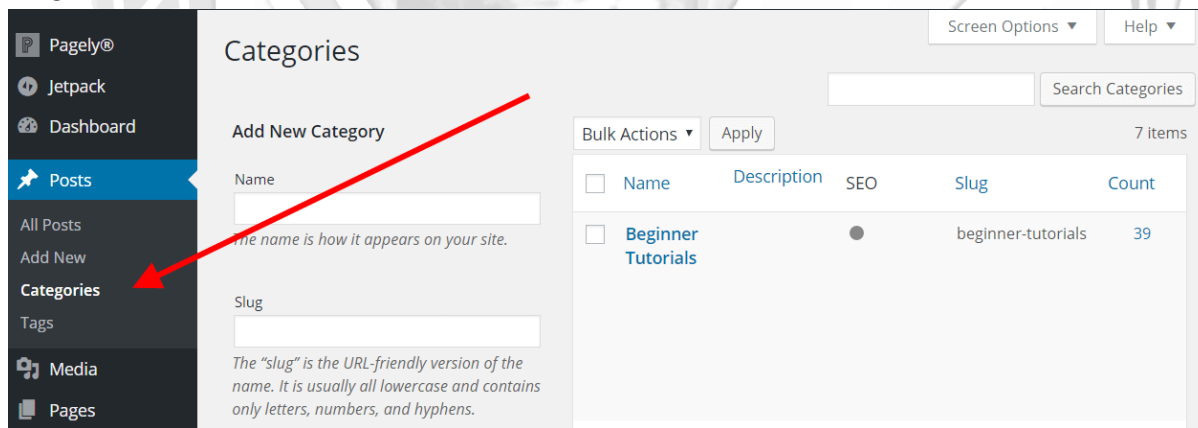 Pagely®
Jetpack
Dashboard
Posts
All Posts
Add New
Categories
Tags
Media
Pages
Categories
Screen Options ▼
Help ▼
Search Categories
Add New Category
Name
The name is how it appears on your site.
Slug
The “slug” is the URL-friendly version of the
name. It is usually all lowercase and contains
only letters, numbers, and hyphens.
Bulk Actions ▼
Apply
7 items
Name Description SEO Slug Count
Beginner
Tutorials
beginner-tutorials
39